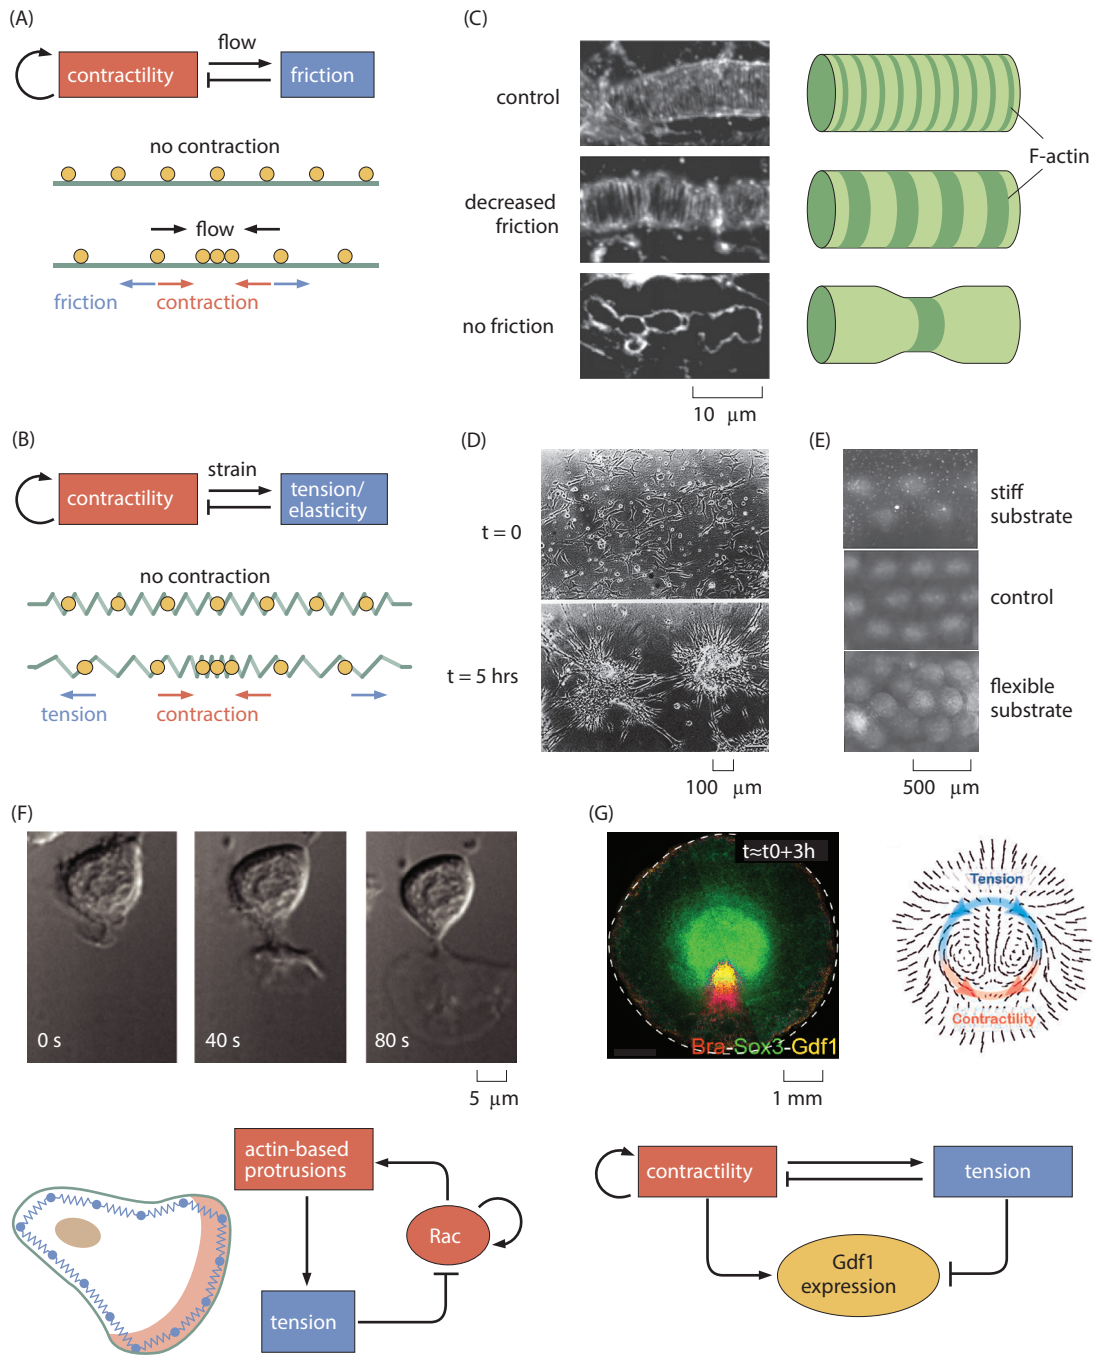 (A)
flow
contractility
friction
no contraction
flow
friction
contraction
(C)
control
decreased
friction
no friction
F-actin
10 μm
(B)
strain
contractility
tension/
elasticity
no contraction
tension
contraction
(D)
t = 0
t = 5 hrs
100 μm
(E)
stiff
substrate
control
flexible
substrate
500 μm
(F)
0 s
40 s
80 s
5 μm
actin-based
protrusions
Rac
tension
(G)
t≈t0+3h
Bra-Sox3-Gdf1
1 mm
Tension
Contractility
contractility
tension
Gdf1
expression